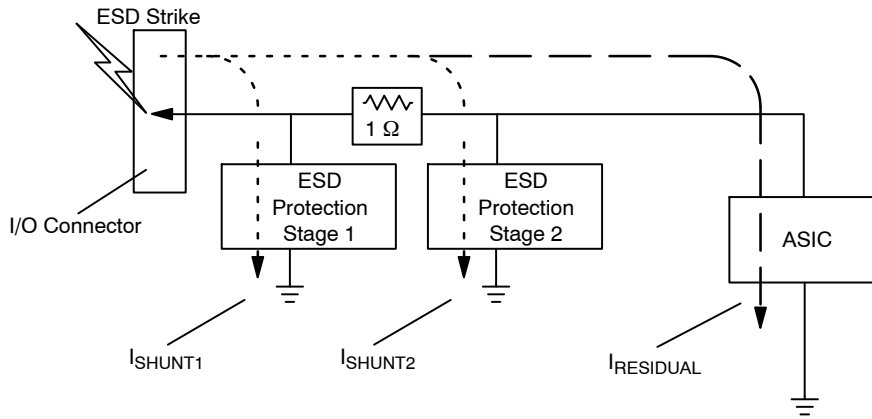 ESD Strike
1 Ω
ESD
Protection
Stage 1
ESD
Protection
Stage 2
I/O Connector
ASIC
ISHUNT1
ISHUNT2
IRESIDUAL